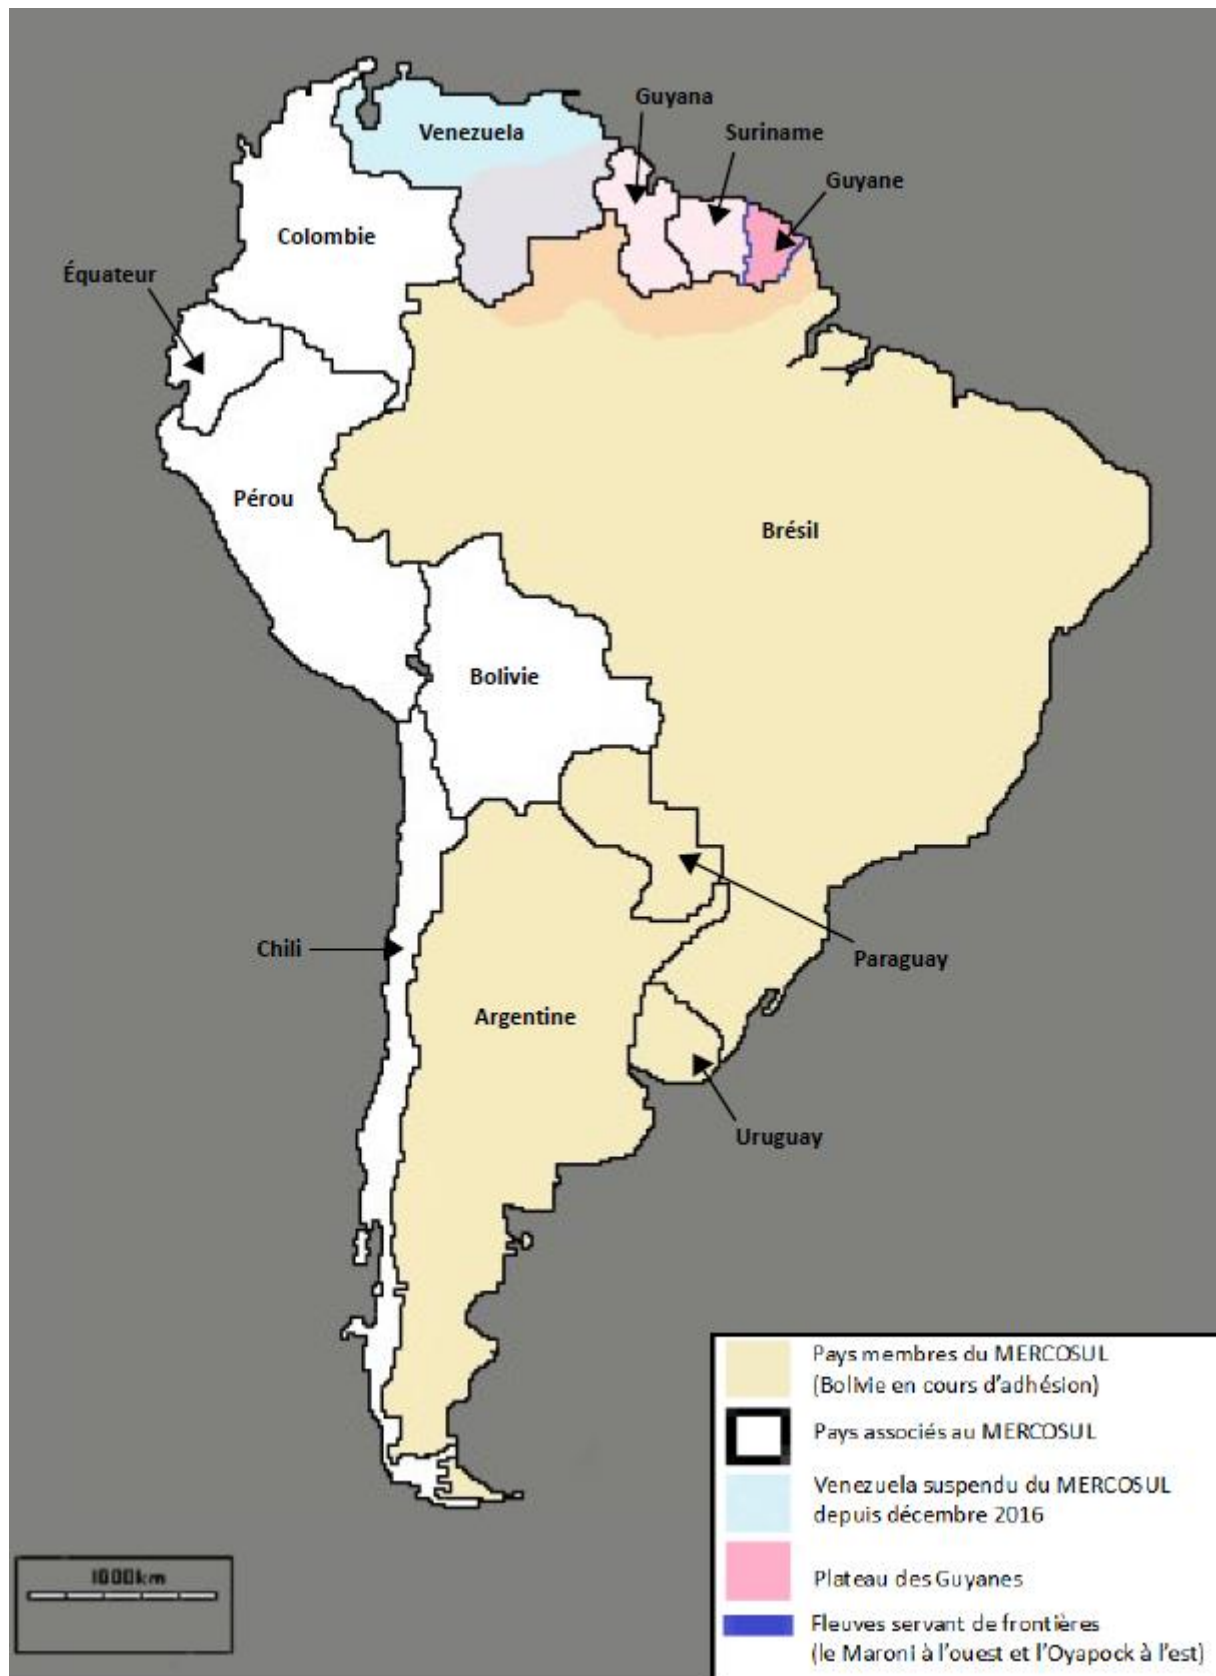 Guyana
Venezuela
Suriname
Guyane
Colombie
Équateur
Pérou
Brésil
Bolivie
Chili
Paraguay
Argentine
Uruguay
Pays membres du MERCOSUL
(Bolivie en cours d'adhésion)
Pays associés au MERCOSUL
Venezuela suspendu du MERCOSUL
depuis décembre 2016
Plateau des Guyanes
Fleuves servant de frontières
(le Maroni à l'ouest et l'Oyapock à l'est)
1000km